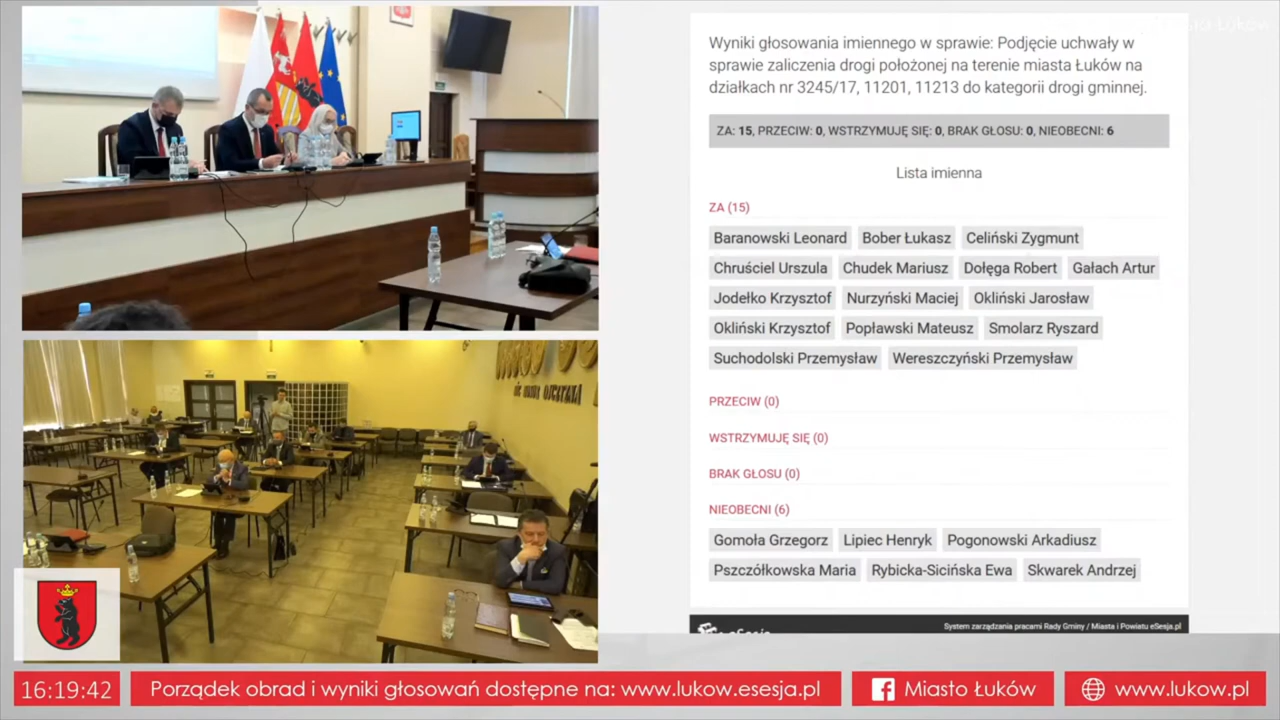 Wyniki głosowania imiennego w sprawie: Podjęcie uchwały w
sprawie zaliczenia drogi położonej na terenie miasta Łuków na
działkach nr 3245/17, 11201, 11213 do kategorii drogi gminnej.
ZA: 15, PRZECIW: 0, WSTRZYMUJĘ SIĘ: 0, BRAK GŁOSU: 0, NIEOBECNI: 6
Lista imienna
ZA (15)
Baranowski Leonard Bober Łukasz Celiński Zygmunt
Chruściel Urszula Chudek Mariusz Dołęga Robert Gałach Artur
Jodełko Krzysztof Nurzyński Maciej Okliński Jarosław
Okliński Krzysztof Popławski Mateusz Smolarz Ryszard
Suchodolski Przemysław Wereszczyński Przemysław
PRZECIW (0)
WSTRZYMUJĘ SIĘ (0)
BRAK GŁOSU (0)
NIEOBECNI (6)
Gomoła Grzegorz Lipiec Henryk Pogonowski Arkadiusz
Pszczółkowska Maria Rybicka-Sicińska Ewa Skwarek Andrzej
eSesja
System zarządzania pracami Rady Gminy / Miasta i Powiatu eSesja.pl
16:19:42
Porządek obrad i wyniki głosowań dostępne na: www.lukow.esesja.pl
Miasto Łuków
www.lukow.pl